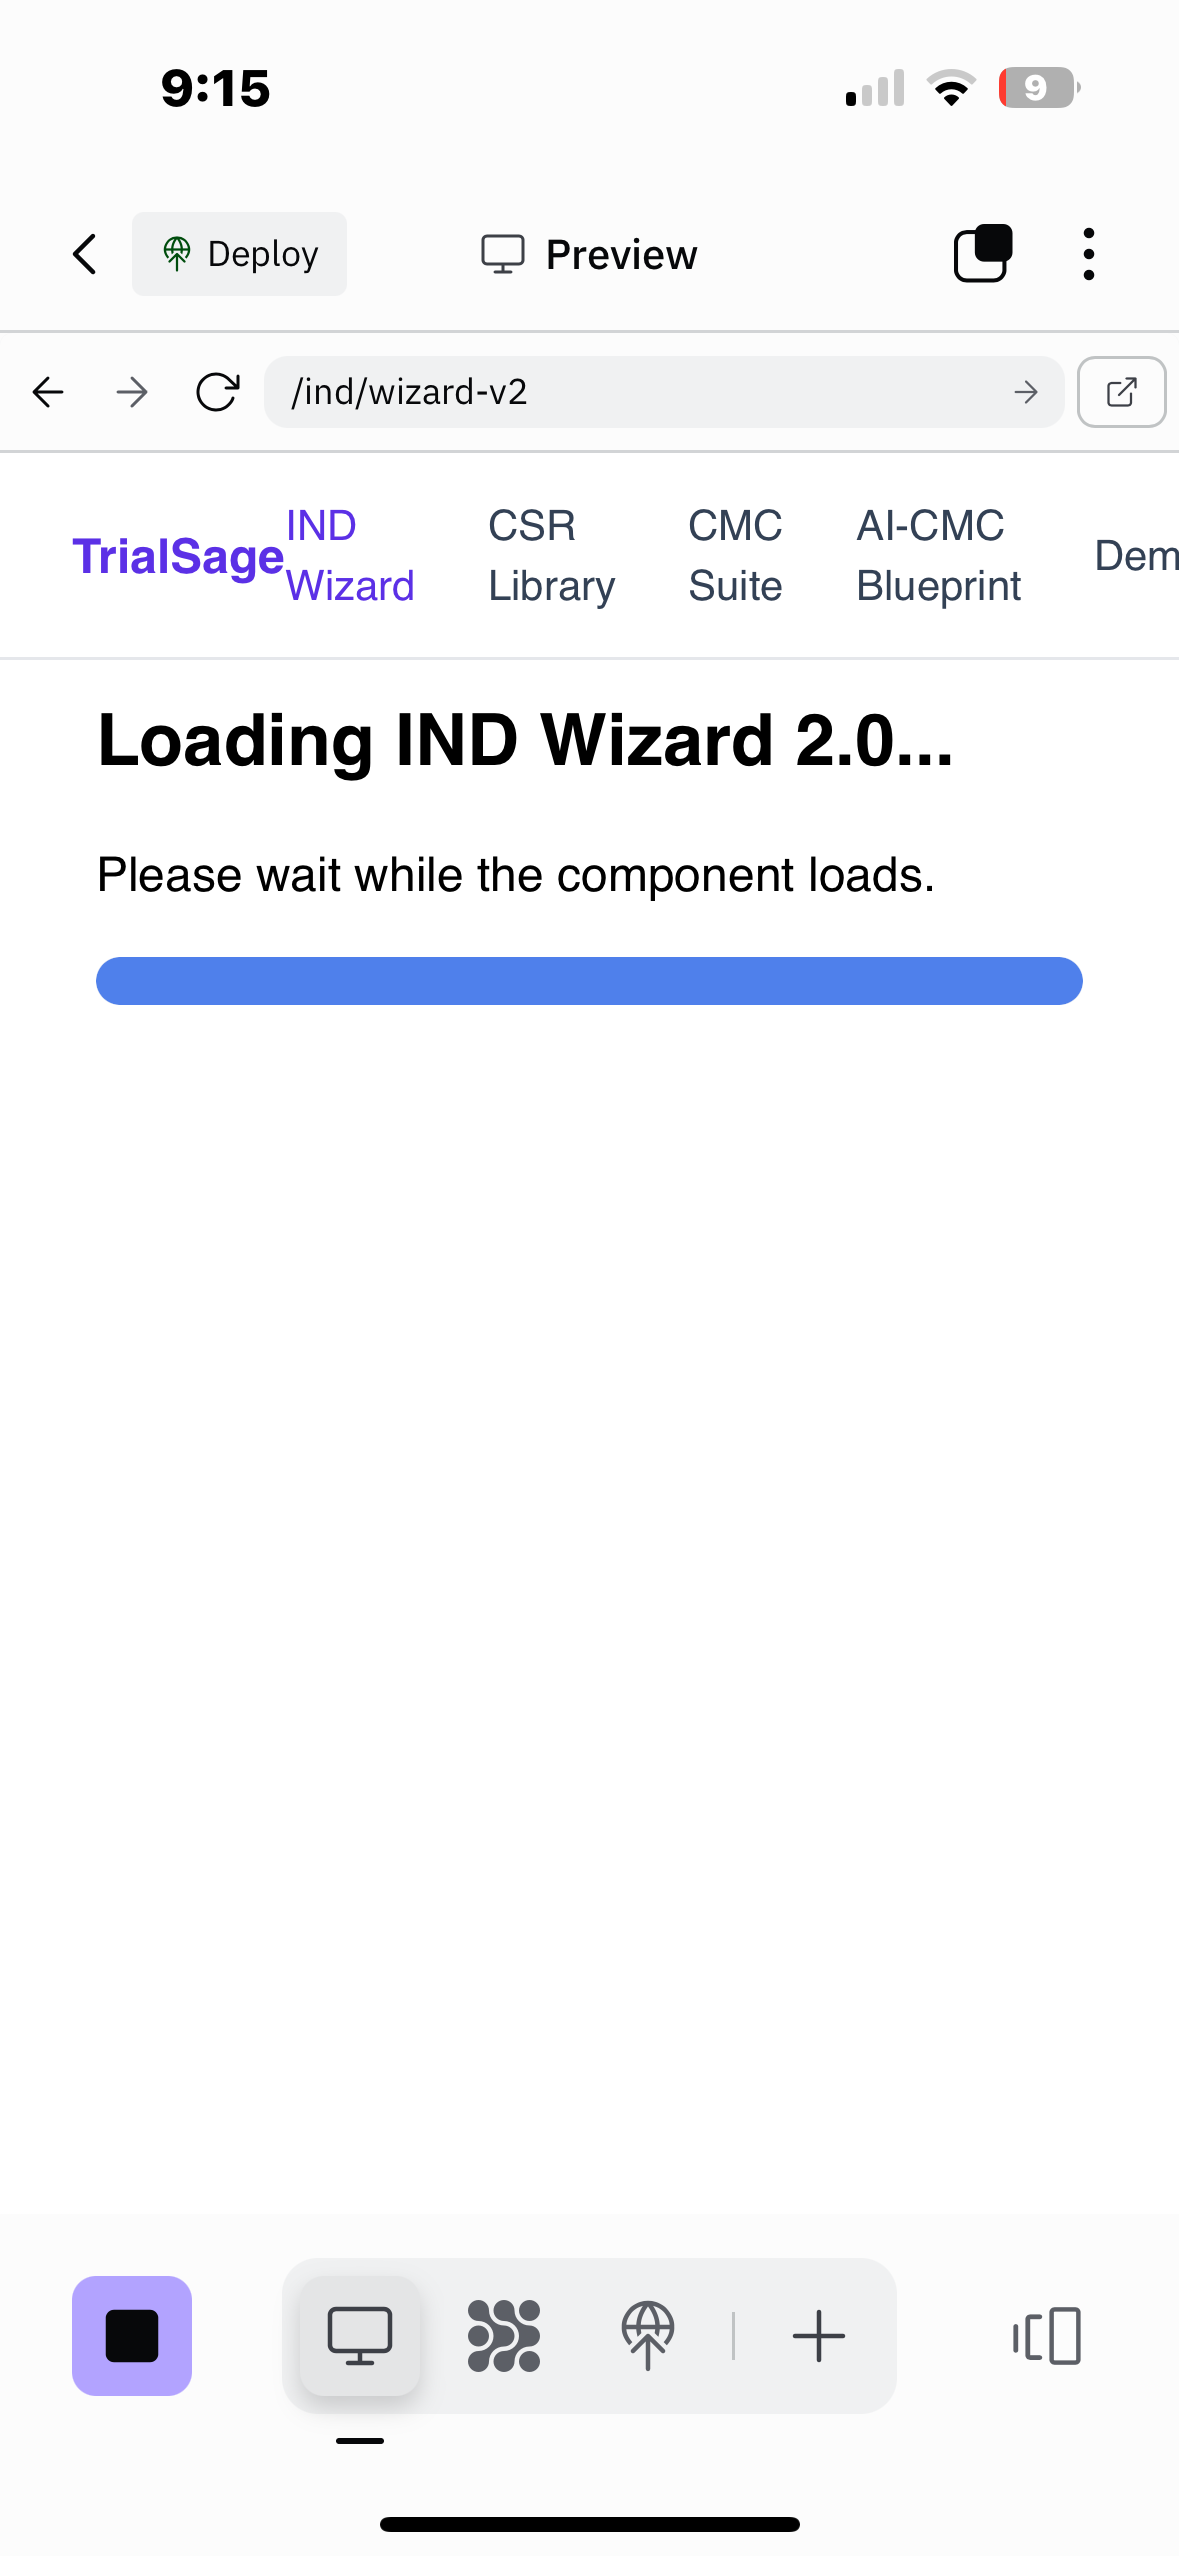 9:15
9
Deploy
Preview
/ind/wizard-v2
TrialSage
IND
Wizard
CSR
Library
CMC
Suite
AI-CMC
Blueprint
Dem
Loading IND Wizard 2.0...
Please wait while the component loads.